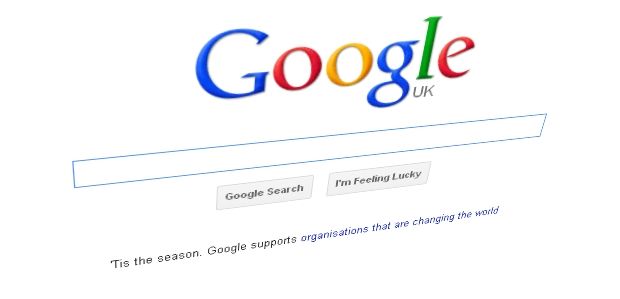 Google
UK
Google Search
I'm Feeling Lucky
'Tis the season. Google supports organisations that are changing the world